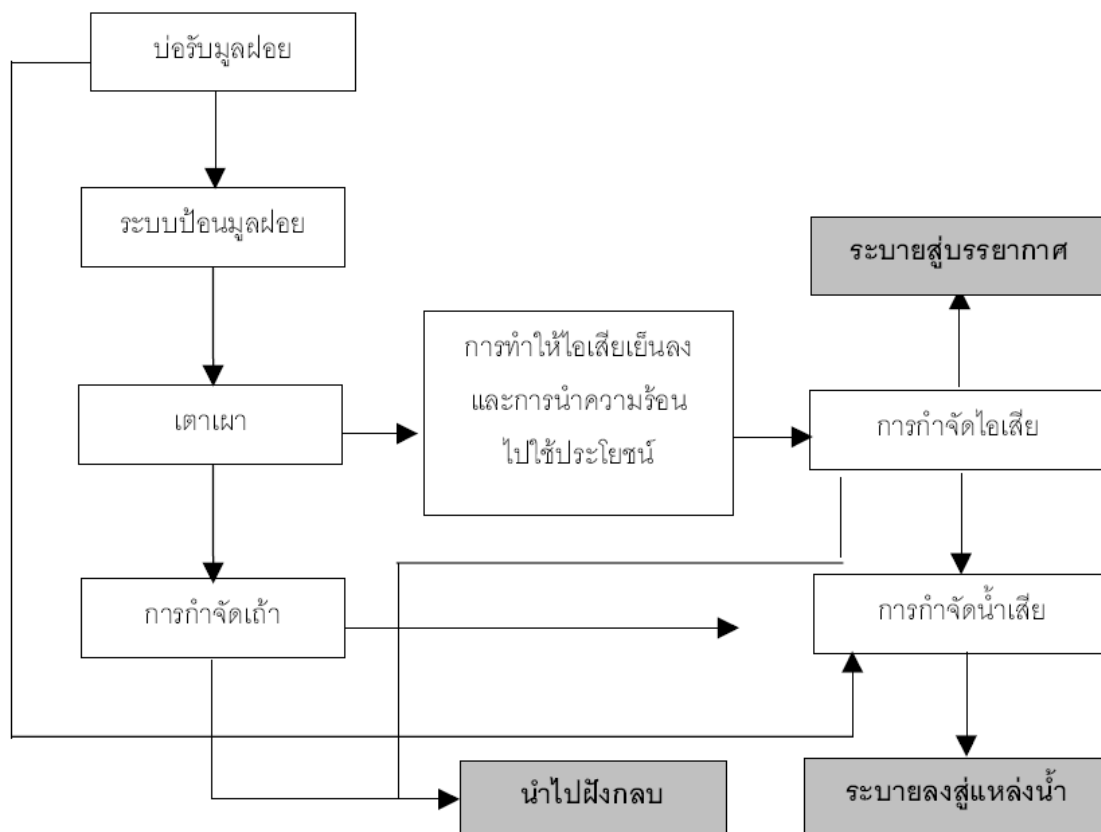 บ่อรับมูลฝอย
ระบบป้อนมูลฝอย
ระบายสู่บรรยากาศ
การทำให้ไอเสียเย็นลง
และการนำความร้อน
ไปใช้ประโยชน์
เตาเผา
การกำจัดไอเสีย
การกำจัดเถ้า
การกำจัดน้ำเสีย
นำไปฝังกลบ
ระบายลงสู่แหล่งน้ำ